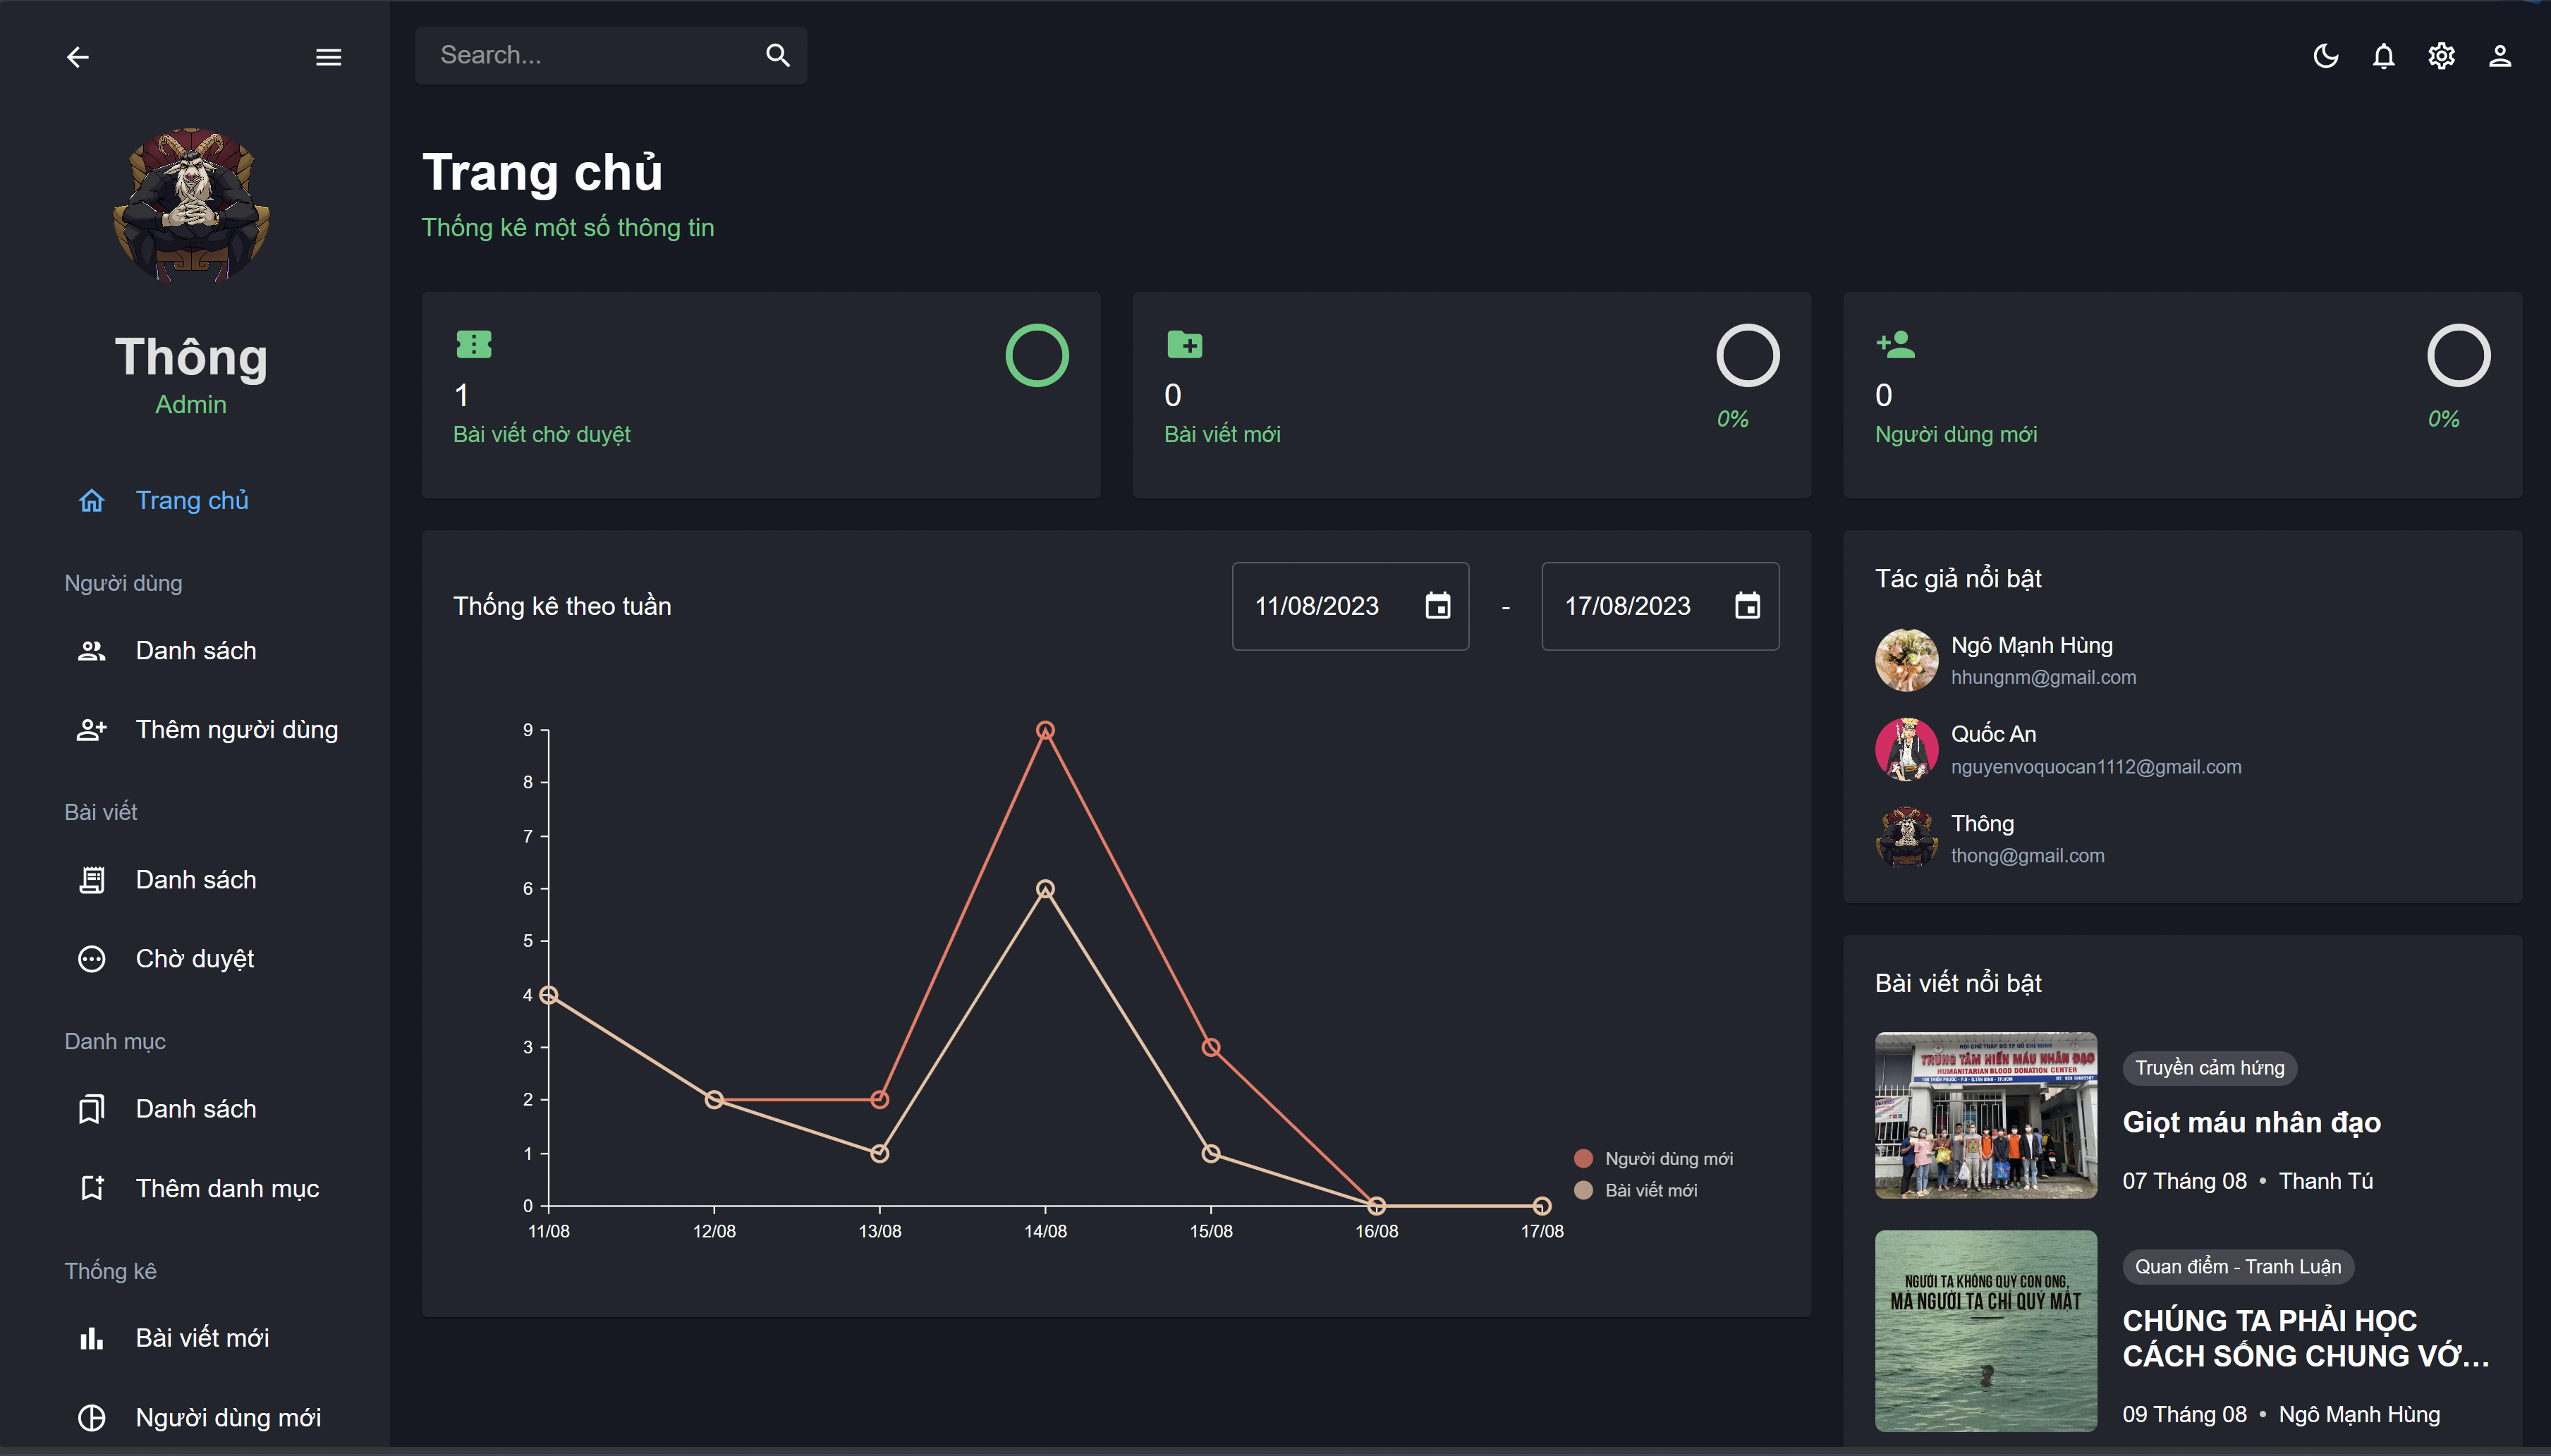 Thông
Admin
Trang chủ
Người dùng
Danh sách
Thêm người dùng
Bài viết
Danh sách
Chờ duyệt
Danh mục
Danh sách
Thêm danh mục
Thống kê
Bài viết mới
Người dùng mới
Search...
Trang chủ
Thống kê một số thông tin
1
Bài viết chờ duyệt
0
Bài viết mới
0%
0
Người dùng mới
0%
Thống kê theo tuần
11/08/2023
-
17/08/2023
9
8
7
6
5
4
3
2
1
0
11/08
12/08
13/08
14/08
15/08
16/08
17/08
Người dùng mới
Bài viết mới
Tác giả nổi bật
Ngô Mạnh Hùng
hhungnm@gmail.com
Quốc An
nguyenvoquocan1112@gmail.com
Thông
thong@gmail.com
Bài viết nổi bật
HỘI CHỮ THẬP ĐỎ TP HỒ CHÍ MINH
TRUNG TÂM HIẾN MÁU NHÂN ĐẠO
HUMANITARIAN BLOOD DONATION CENTER
Truyền cảm hứng
Giọt máu nhân đạo
07 Tháng 08 • Thanh Tú
NGƯỜI TA KHÔNG QUÝ CON ONG,
MÀ NGƯỜI TA CHỈ QUÝ MẬT
Quan điểm - Tranh Luận
CHÚNG TA PHẢI HỌC
CÁCH SỐNG CHUNG VỚ...
09 Tháng 08 • Ngô Mạnh Hùng